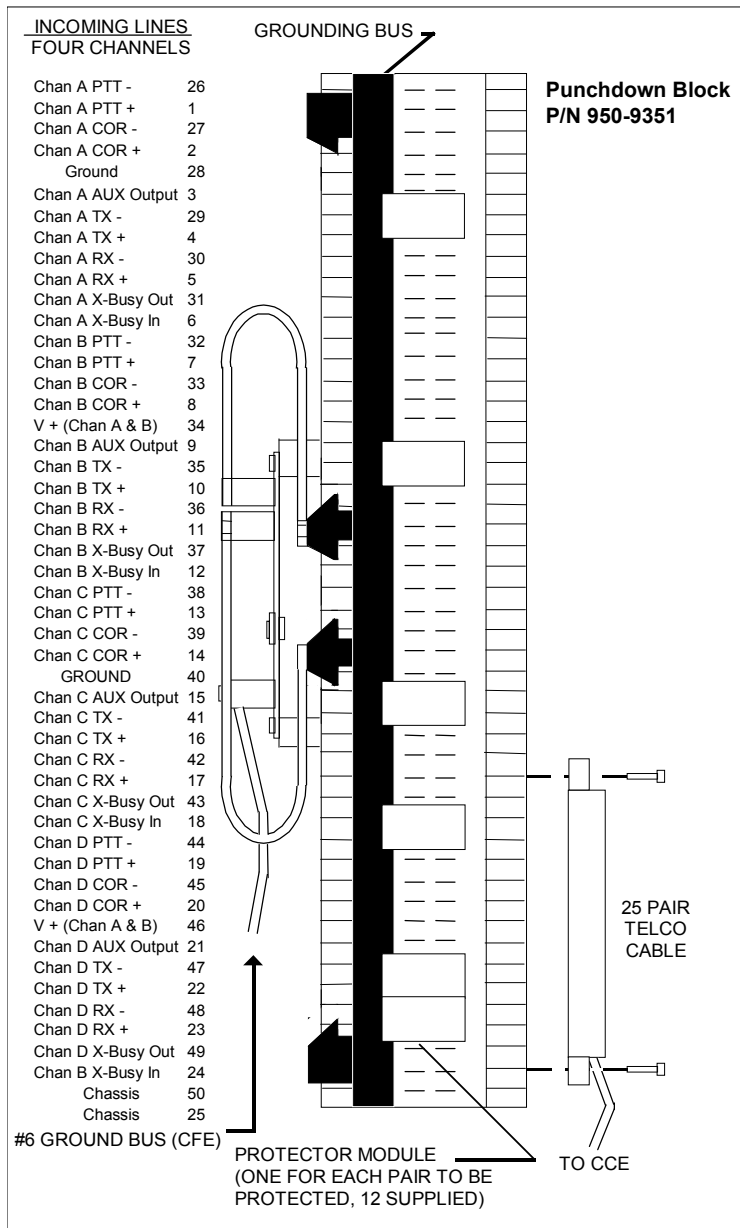 INCOMING LINES
FOUR CHANNELS
GROUNDING BUS
Punchdown Block
P/N 950-9351
Chan A PTT - 26
Chan A PTT + 1
Chan A COR - 27
Chan A COR + 2
Ground 28
Chan A AUX Output 3
Chan A TX - 29
Chan A TX + 4
Chan A RX - 30
Chan A RX + 5
Chan A X-Busy Out 31
Chan A X-Busy In 6
Chan B PTT - 32
Chan B PTT + 7
Chan B COR - 33
Chan B COR + 8
V + (Chan A & B) 34
Chan B AUX Output 9
Chan B TX - 35
Chan B TX + 10
Chan B RX - 36
Chan B RX + 11
Chan B X-Busy Out 37
Chan B X-Busy In 12
Chan C PTT - 38
Chan C PTT + 13
Chan C COR - 39
Chan C COR + 14
GROUND 40
Chan C AUX Output 15
Chan C TX - 41
Chan C TX + 16
Chan C RX - 42
Chan C RX + 17
Chan C X-Busy Out 43
Chan C X-Busy In 18
Chan D PTT - 44
Chan D PTT + 19
Chan D COR - 45
Chan D COR + 20
V + (Chan A & B) 46
Chan D AUX Output 21
Chan D TX - 47
Chan D TX + 22
Chan D RX - 48
Chan D RX + 23
Chan D X-Busy Out 49
Chan B X-Busy In 24
Chassis 50
Chassis 25
#6 GROUND BUS (CFE)
25 PAIR
TELCO
CABLE
PROTECTOR MODULE
(ONE FOR EACH PAIR TO BE
PROTECTED, 12 SUPPLIED)
TO CCE